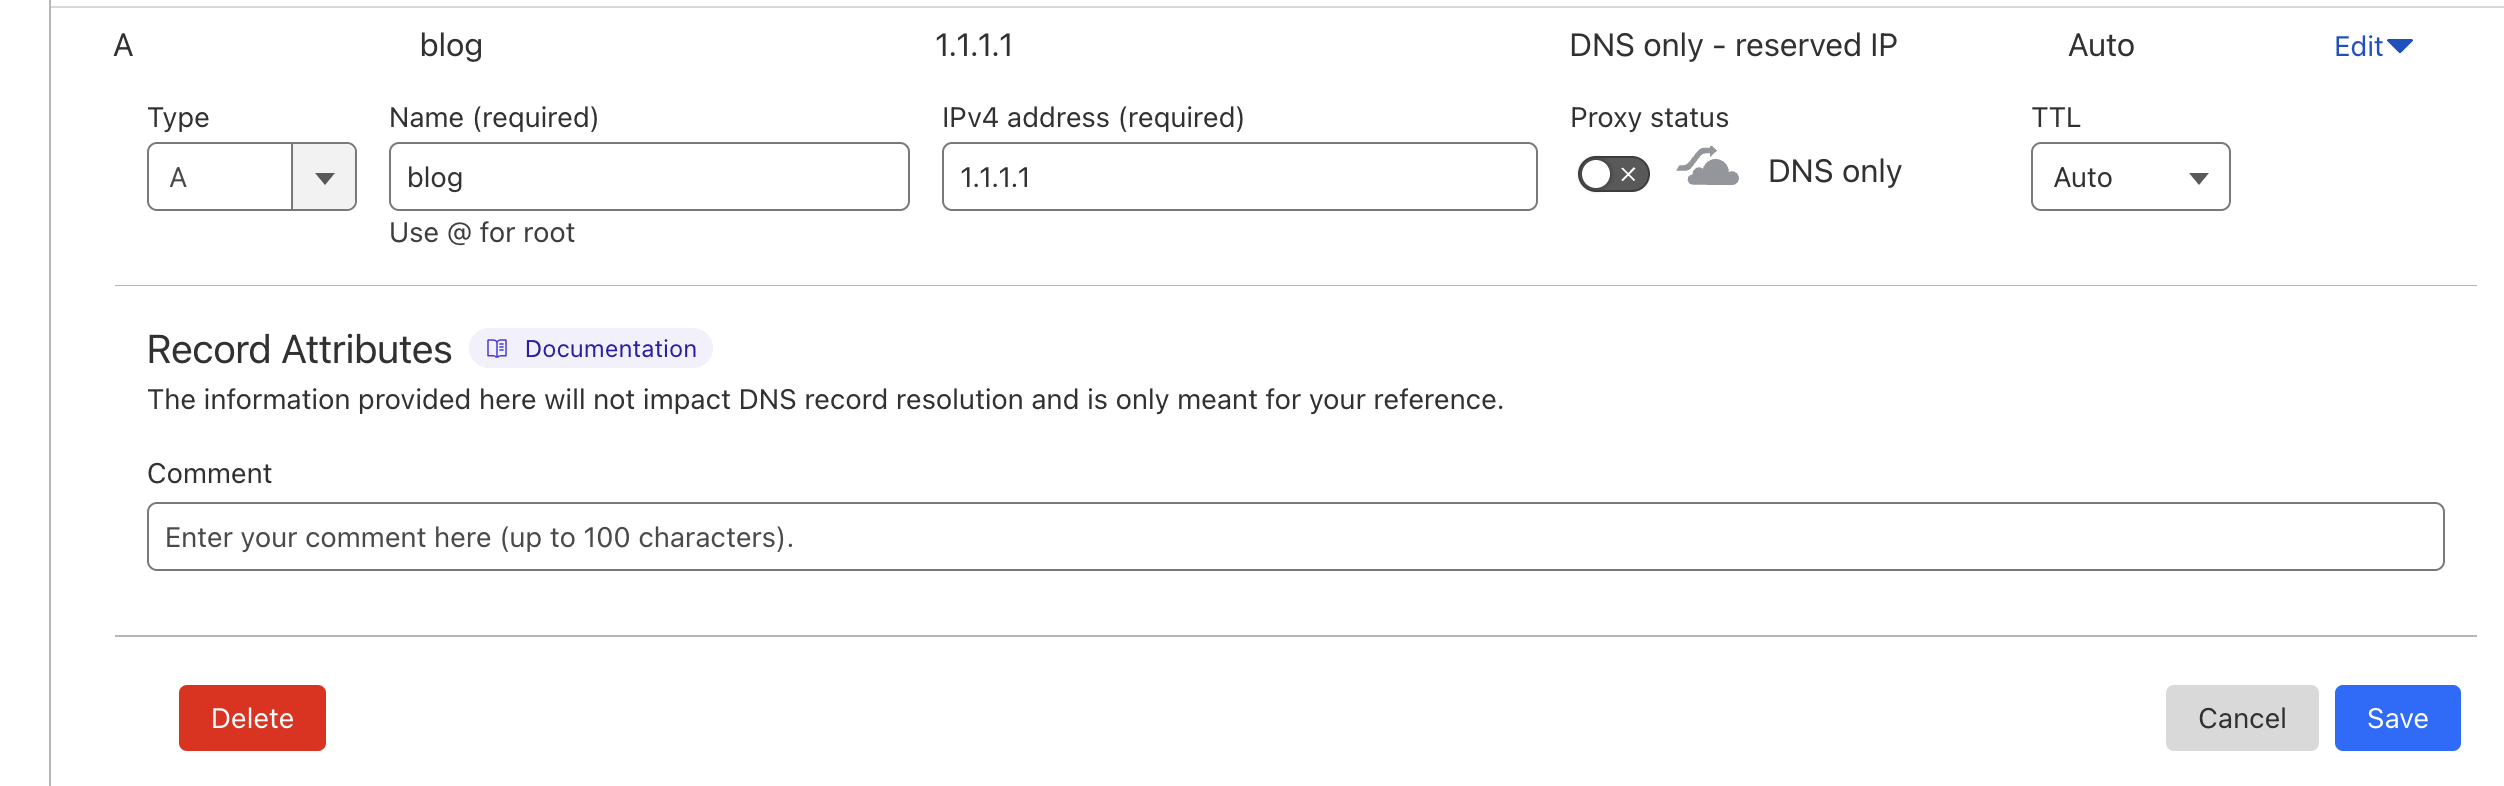 A blog 1.1.1.1 DNS only - reserved IP Auto Edit
Type Name (required) IPv4 address (required) Proxy status TTL
A blog 1.1.1.1 DNS only Auto
Use @ for root
Record Attributes Documentation
The information provided here will not impact DNS record resolution and is only meant for your reference.
Comment
Enter your comment here (up to 100 characters).
Delete Cancel Save